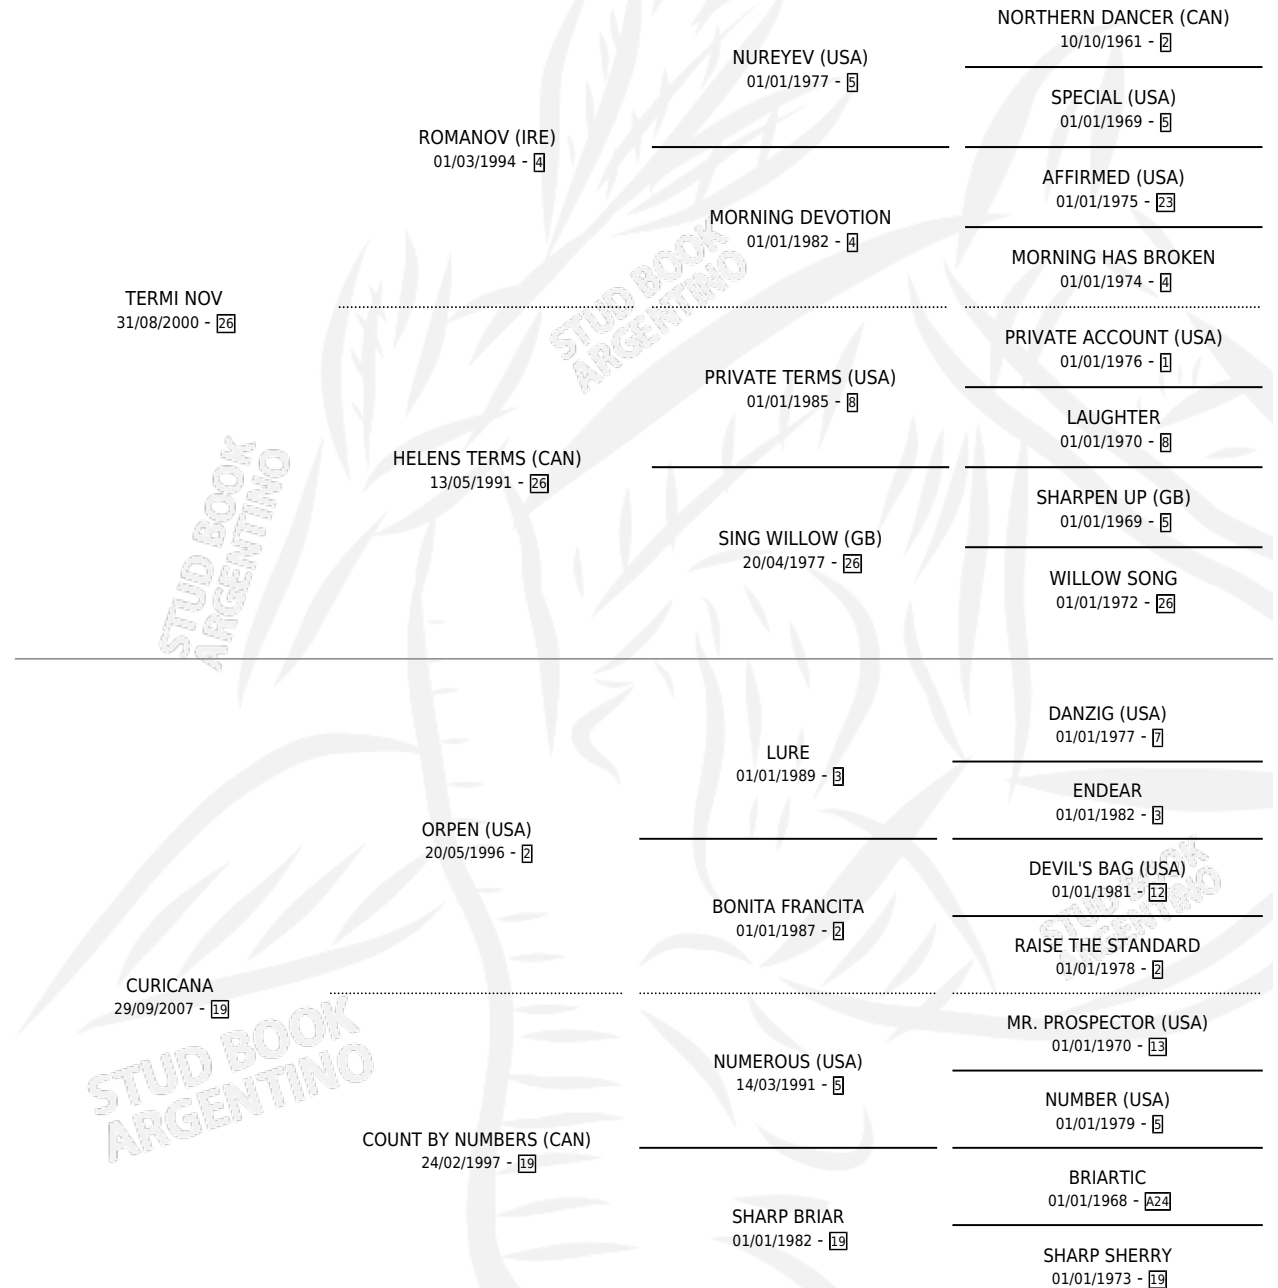 NORTHERN DANCER (CAN)
10/10/1961 - 2
NUREYEV (USA)
01/01/1977 - 5
SPECIAL (USA)
01/01/1969 - 5
ROMANOV (IRE)
01/03/1994 - 4
AFFIRMED (USA)
01/01/1975 - 23
MORNING DEVOTION
01/01/1982 - 4
MORNING HAS BROKEN
01/01/1974 - 4
TERMI NOV
31/08/2000 - 26
STUD BOOK
ARGENTINO
PRIVATE ACCOUNT (USA)
01/01/1976 - 1
PRIVATE TERMS (USA)
01/01/1985 - 8
LAUGHTER
01/01/1970 - 8
HELENS TERMS (CAN)
13/05/1991 - 26
SHARPEN UP (GB)
01/01/1969 - 5
SING WILLOW (GB)
20/04/1977 - 26
WILLOW SONG
01/01/1972 - 26
STUD BOOK
ARGENTINO
DANZIG (USA)
01/01/1977 - 7
LURE
01/01/1989 - 3
ENDEAR
01/01/1982 - 3
ORPEN (USA)
20/05/1996 - 2
DEVIL'S BAG (USA)
01/01/1981 - 12
BONITA FRANCITA
01/01/1987 - 2
RAISE THE STANDARD
01/01/1978 - 2
STUD BOOK
ARGENTINO
CURICANA
29/09/2007 - 19
MR. PROSPECTOR (USA)
01/01/1970 - 13
NUMEROUS (USA)
14/03/1991 - 5
NUMBER (USA)
01/01/1979 - 5
STUD BOOK
ARGENTINO
COUNT BY NUMBERS (CAN)
24/02/1997 - 19
BRIARTIC
01/01/1968 - A24
SHARP BRIAR
01/01/1982 - 19
SHARP SHERRY
01/01/1973 - 19